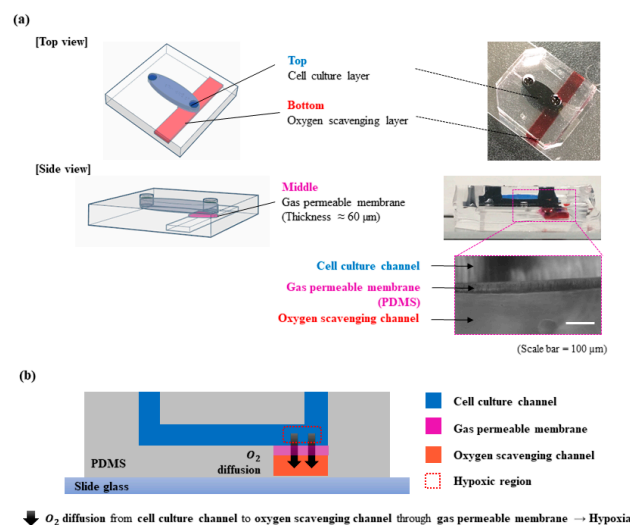 (a)
[Top view]
Top
Cell culture layer
Bottom
Oxygen scavenging layer
[Side view]
Middle
Gas permeable membrane
(Thickness ≈ 60 μm)
Cell culture channel
Gas permeable membrane
(PDMS)
Oxygen scavenging channel
(Scale bar = 100 μm)
(b)
Cell culture channel
Gas permeable membrane
Oxygen scavenging channel
Hypoxic region
PDMS
O₂
diffusion
Slide glass
O₂ diffusion from cell culture channel to oxygen scavenging channel through gas permeable membrane → Hypoxia